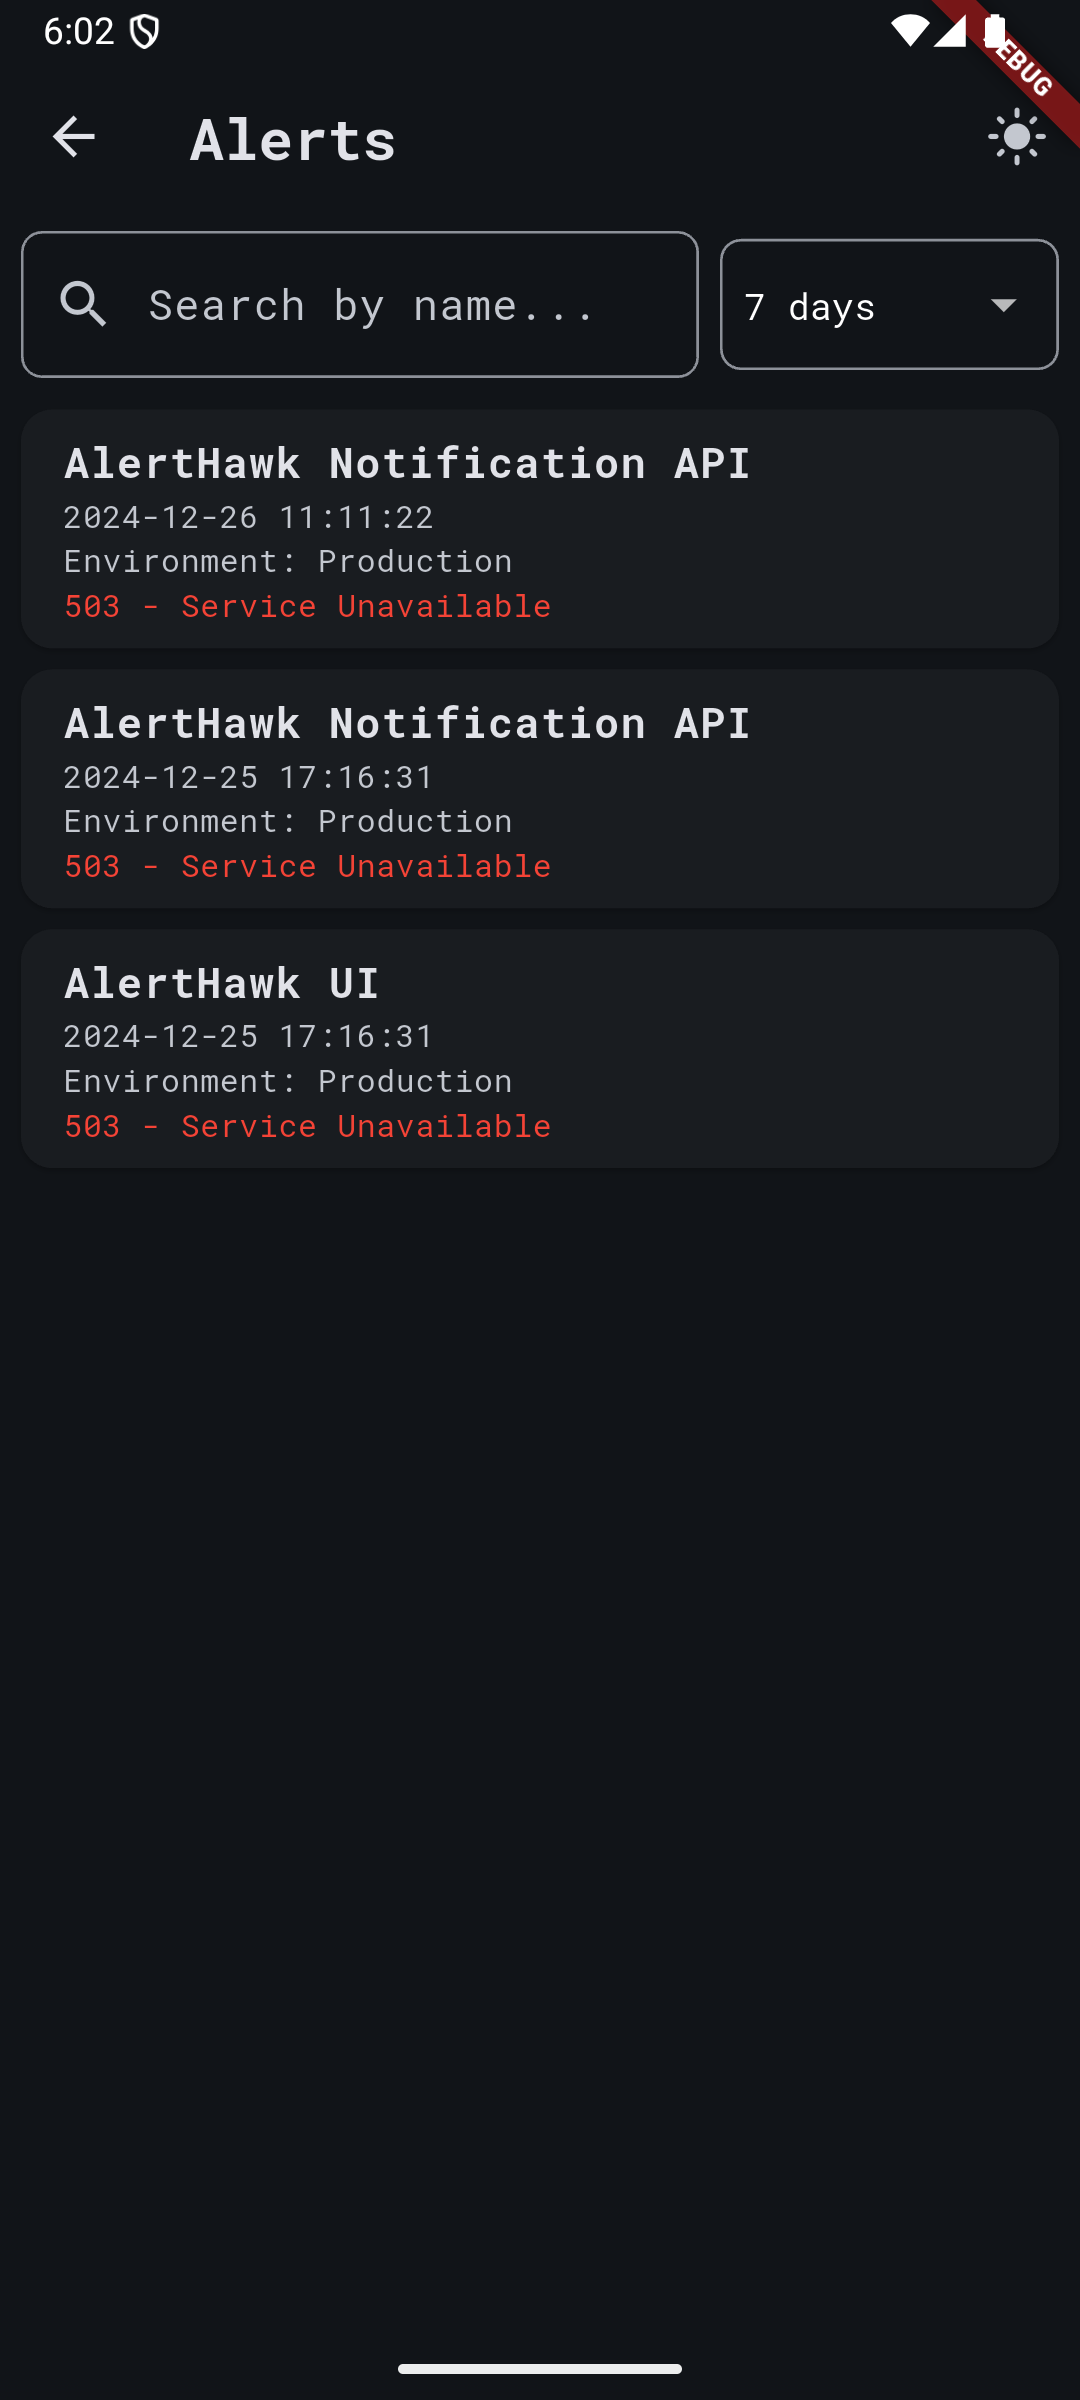 6:02
DEBUG
Alerts
Search by name...
7 days
AlertHawk Notification API
2024-12-26 11:11:22
Environment: Production
503 - Service Unavailable
AlertHawk Notification API
2024-12-25 17:16:31
Environment: Production
503 - Service Unavailable
AlertHawk UI
2024-12-25 17:16:31
Environment: Production
503 - Service Unavailable